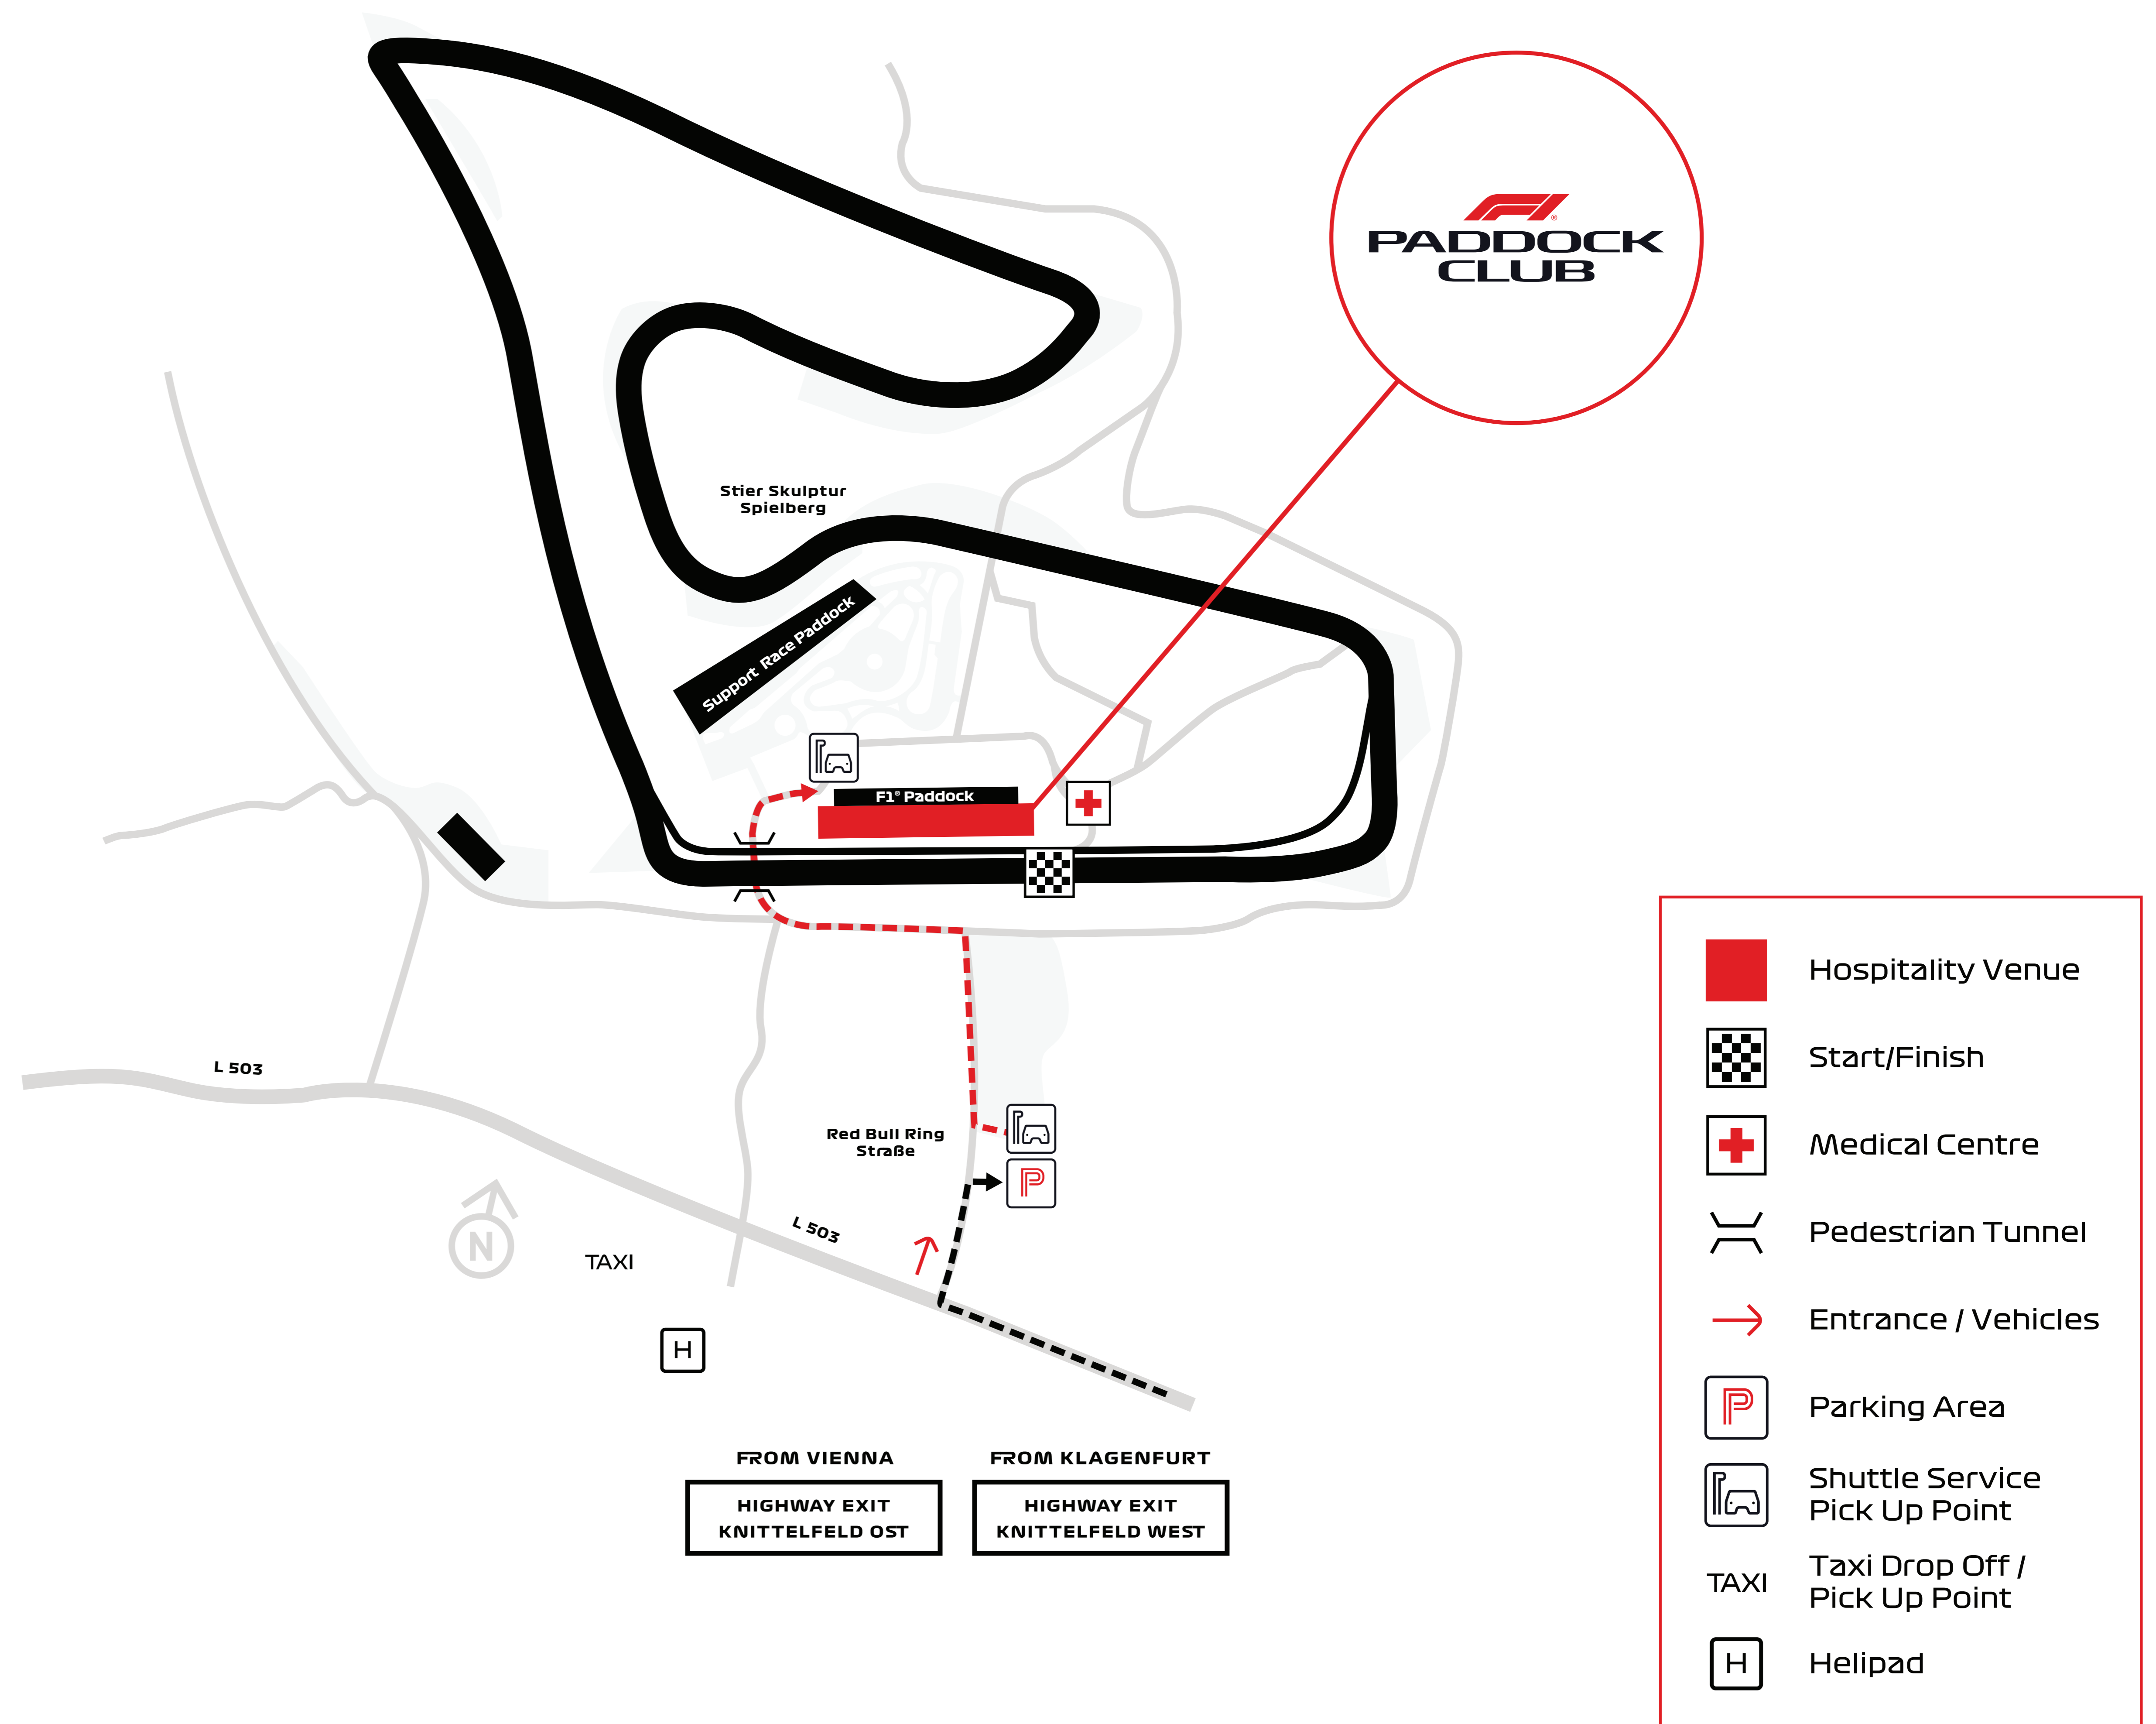 PADDOCK
CLUB
Stier Skulptur
Spielberg
Support Race Paddock
F1® Paddock
L 503
Red Bull Ring
Straße
L 503
N
TAXI
H
P
FROM VIENNA
HIGHWAY EXIT
KNITTELFELD OST
FROM KLAGENFURT
HIGHWAY EXIT
KNITTELFELD WEST
Hospitality Venue
Start/Finish
Medical Centre
Pedestrian Tunnel
Entrance / Vehicles
P Parking Area
Shuttle Service
Pick Up Point
TAXI Taxi Drop Off /
Pick Up Point
H Helipad